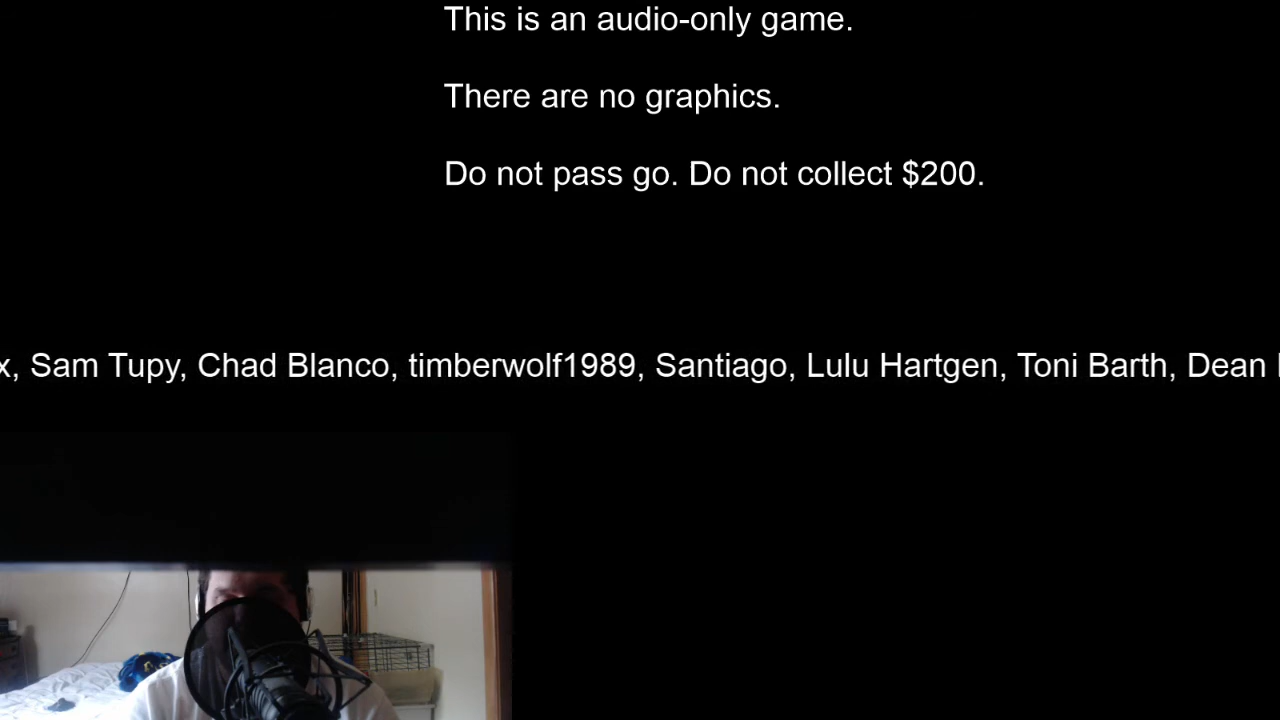 This is an audio-only game.
There are no graphics.
Do not pass go. Do not collect $200.
x, Sam Tupy, Chad Blanco, timberwolf1989, Santiago, Lulu Hartgen, Toni Barth, Dean